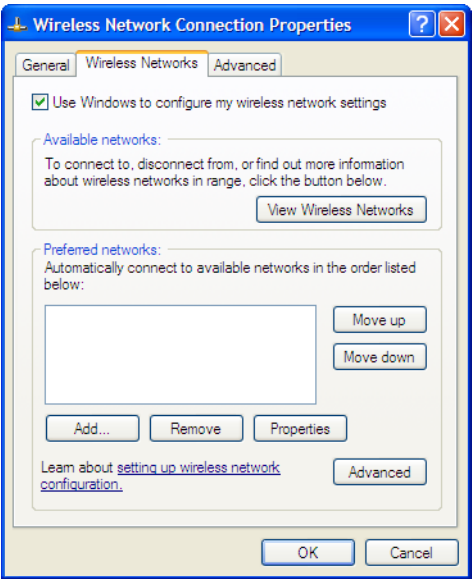 Wireless Network Connection Properties
General
Wireless Networks
Advanced
Use Windows to configure my wireless network settings
Available networks:
To connect to, disconnect from, or find out more information
about wireless networks in range, click the button below.
View Wireless Networks
Preferred networks:
Automatically connect to available networks in the order listed
below:
Move up
Move down
Add...
Remove
Properties
Learn about setting up wireless network
configuration.
Advanced
OK
Cancel